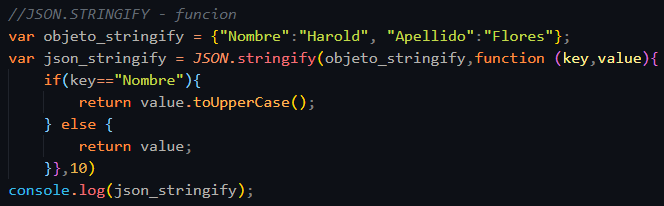 //JSON.STRINGIFY - funcion
var objeto_stringify = {"Nombre":"Harold", "Apellido":"Flores"};
var json_stringify = JSON.stringify(objeto_stringify,function (key,value){
    if(key=="Nombre"){
        return value.toUpperCase();
    } else {
        return value;
    }},10)
console.log(json_stringify);